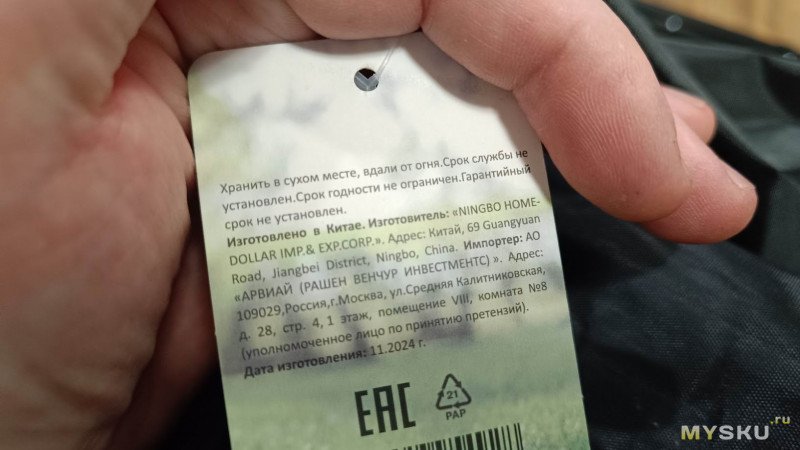 Хранить в сухом месте, вдали от огня.Срок службы не
установлен.Срок годности не ограничен.Гарантийный
срок не установлен.
Изготовлено в Китае. Изготовитель: «NINGBO HOME-
DOLLAR IMP.& EXP.CORP.». Адрес: Китай, 69 Guangyuan
Road, Jiangbei District, Ningbo, China. Импортер: АО
«АРВИАЙ (РАШЕН ВЕНЧУР ИНВЕСТМЕНТС) ». Адрес:
109029,Россия,г.Москва, ул.Средняя Калитниковская,
д. 28, стр. 4, 1 этаж, помещение VIII, комната №8
(уполномоченное лицо по принятию претензий).
Дата изготовления: 11.2024 г.
EAC
21
PAP
MYSKU.ru